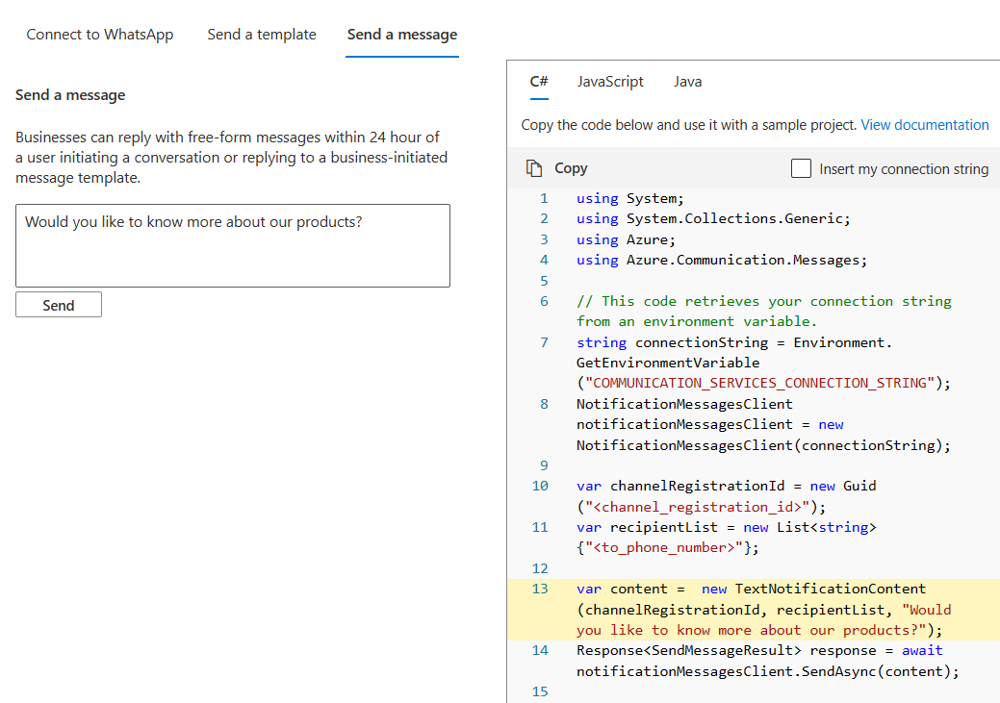 Connect to WhatsApp
Send a template
Send a message
Send a message
Businesses can reply with free-form messages within 24 hour of
a user initiating a conversation or replying to a business-initiated
message template.
Would you like to know more about our products?
Send
C#
JavaScript
Java
Copy the code below and use it with a sample project. View documentation
Copy
Insert my connection string
1 using System;
2 using System.Collections.Generic;
3 using Azure;
4 using Azure.Communication.Messages;
5
6 // This code retrieves your connection string
from an environment variable.
7 string connectionString = Environment.
GetEnvironmentVariable
("COMMUNICATION_SERVICES_CONNECTION_STRING");
8 NotificationMessagesClient
notificationMessagesClient = new
NotificationMessagesClient(connectionString);
9
10 var channelRegistrationId = new Guid
("<channel_registration_id>");
11 var recipientList = new List<string>
{"<to_phone_number>"};
12
13 var content =  new TextNotificationContent
(channelRegistrationId, recipientList, "Would
you like to know more about our products?");
14 Response<SendMessageResult> response = await
notificationMessagesClient.SendAsync(content);
15